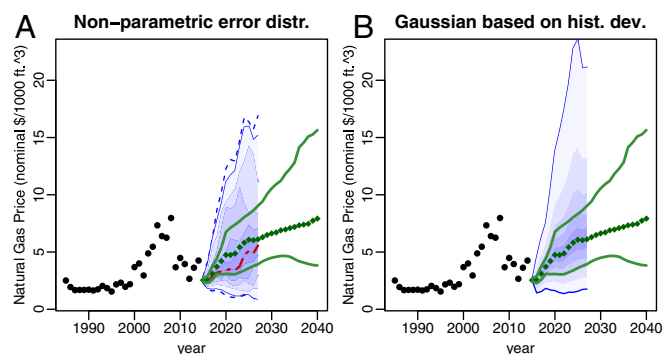 A Non−parametric error distr.
B Gaussian based on hist. dev.
Natural Gas Price (nominal $/1000 ft.^3)
20
15
10
5
0
1990 2000 2010 2020 2030 2040
year
Natural Gas Price (nominal $/1000 ft.^3)
20
15
10
5
0
1990 2000 2010 2020 2030 2040
year